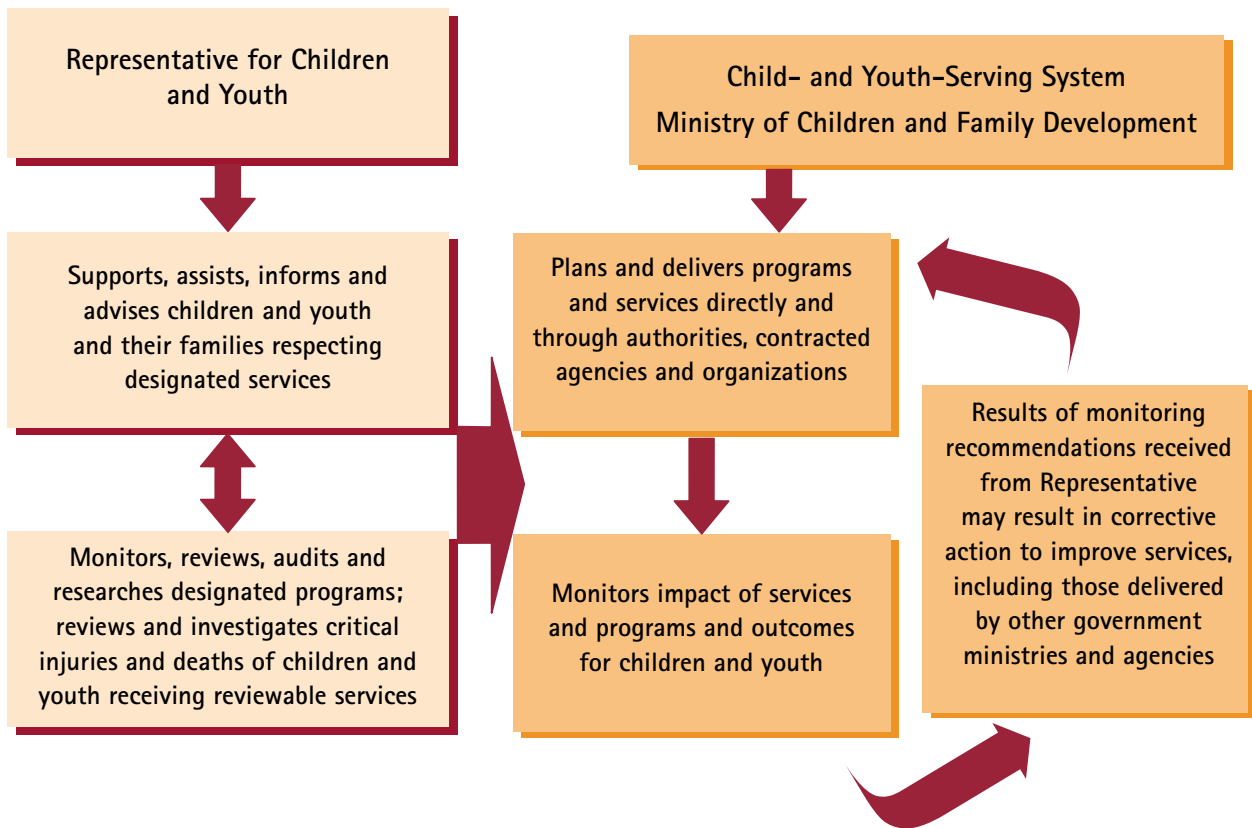 Representative for Children
and Youth
Child- and Youth-Serving System
Ministry of Children and Family Development
Supports, assists, informs and
advises children and youth
and their families respecting
designated services
Plans and delivers programs
and services directly and
through authorities, contracted
agencies and organizations
Monitors, reviews, audits and
researches designated programs;
reviews and investigates critical
injuries and deaths of children and
youth receiving reviewable services
Monitors impact of services
and programs and outcomes
for children and youth
Results of monitoring
recommendations received
from Representative
may result in corrective
action to improve services,
including those delivered
by other government
ministries and agencies